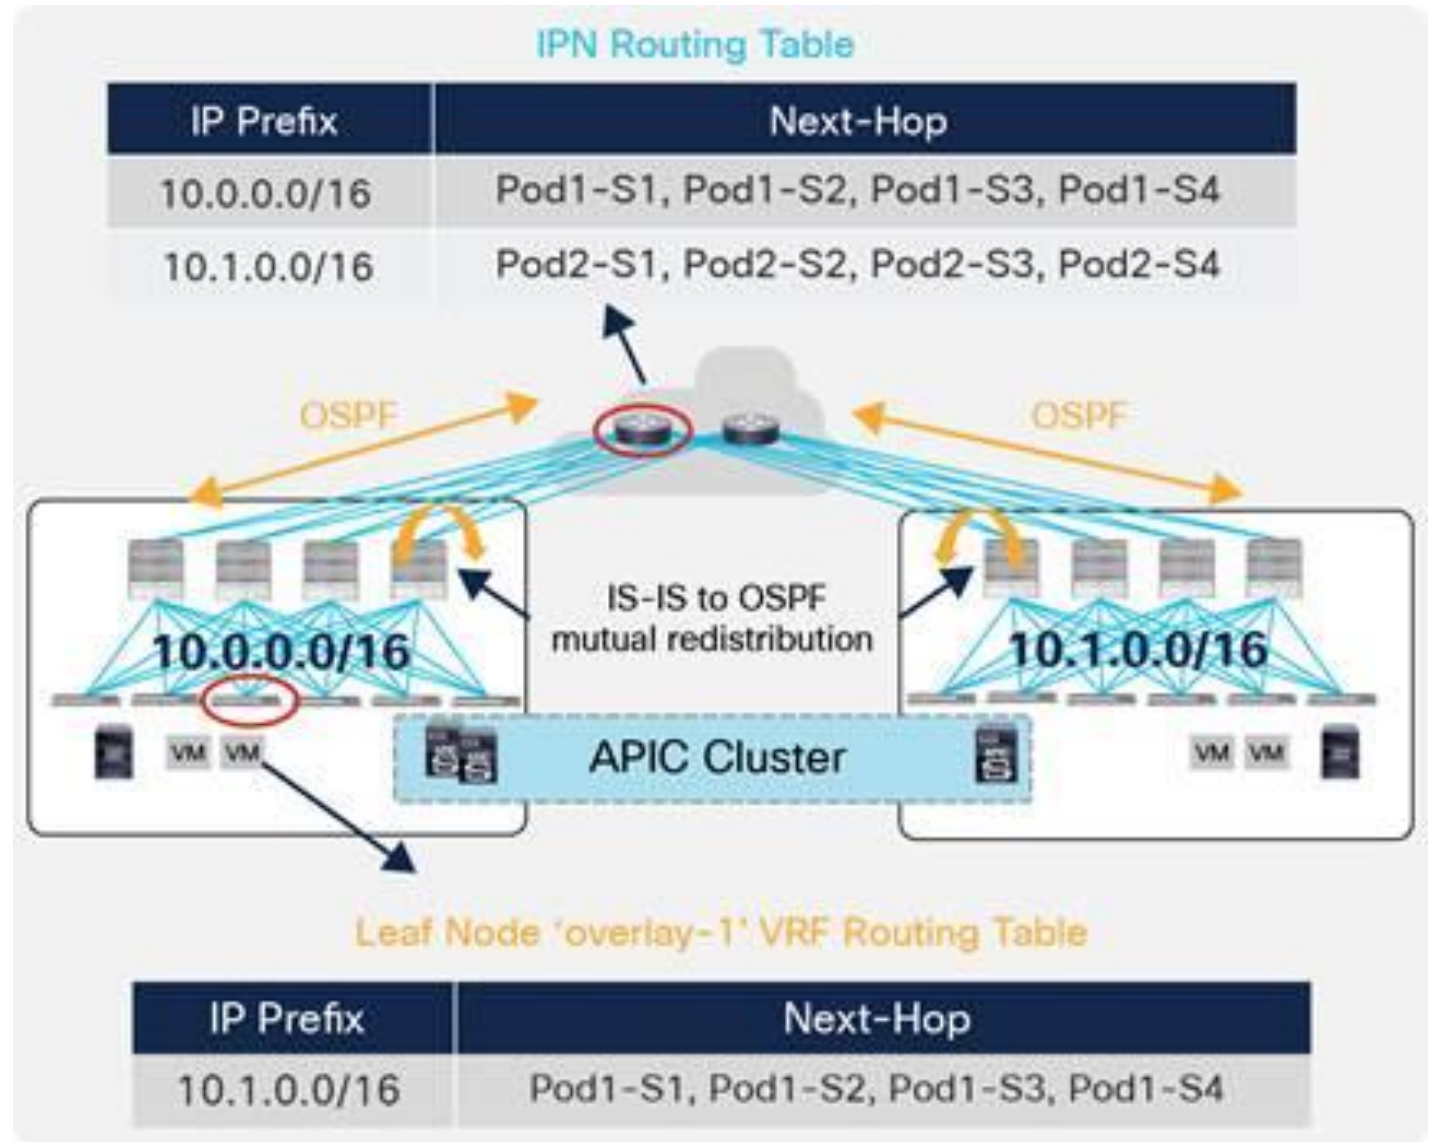 IPN Routing Table
IP Prefix Next-Hop
10.0.0.0/16 Pod1-S1, Pod1-S2, Pod1-S3, Pod1-S4
10.1.0.0/16 Pod2-S1, Pod2-S2, Pod2-S3, Pod2-S4
OSPF OSPF
IS-IS to OSPF
mutual redistribution
10.0.0.0/16 10.1.0.0/16
VM VM APIC Cluster VM VM
Leaf Node 'overlay-1' VRF Routing Table
IP Prefix Next-Hop
10.1.0.0/16 Pod1-S1, Pod1-S2, Pod1-S3, Pod1-S4